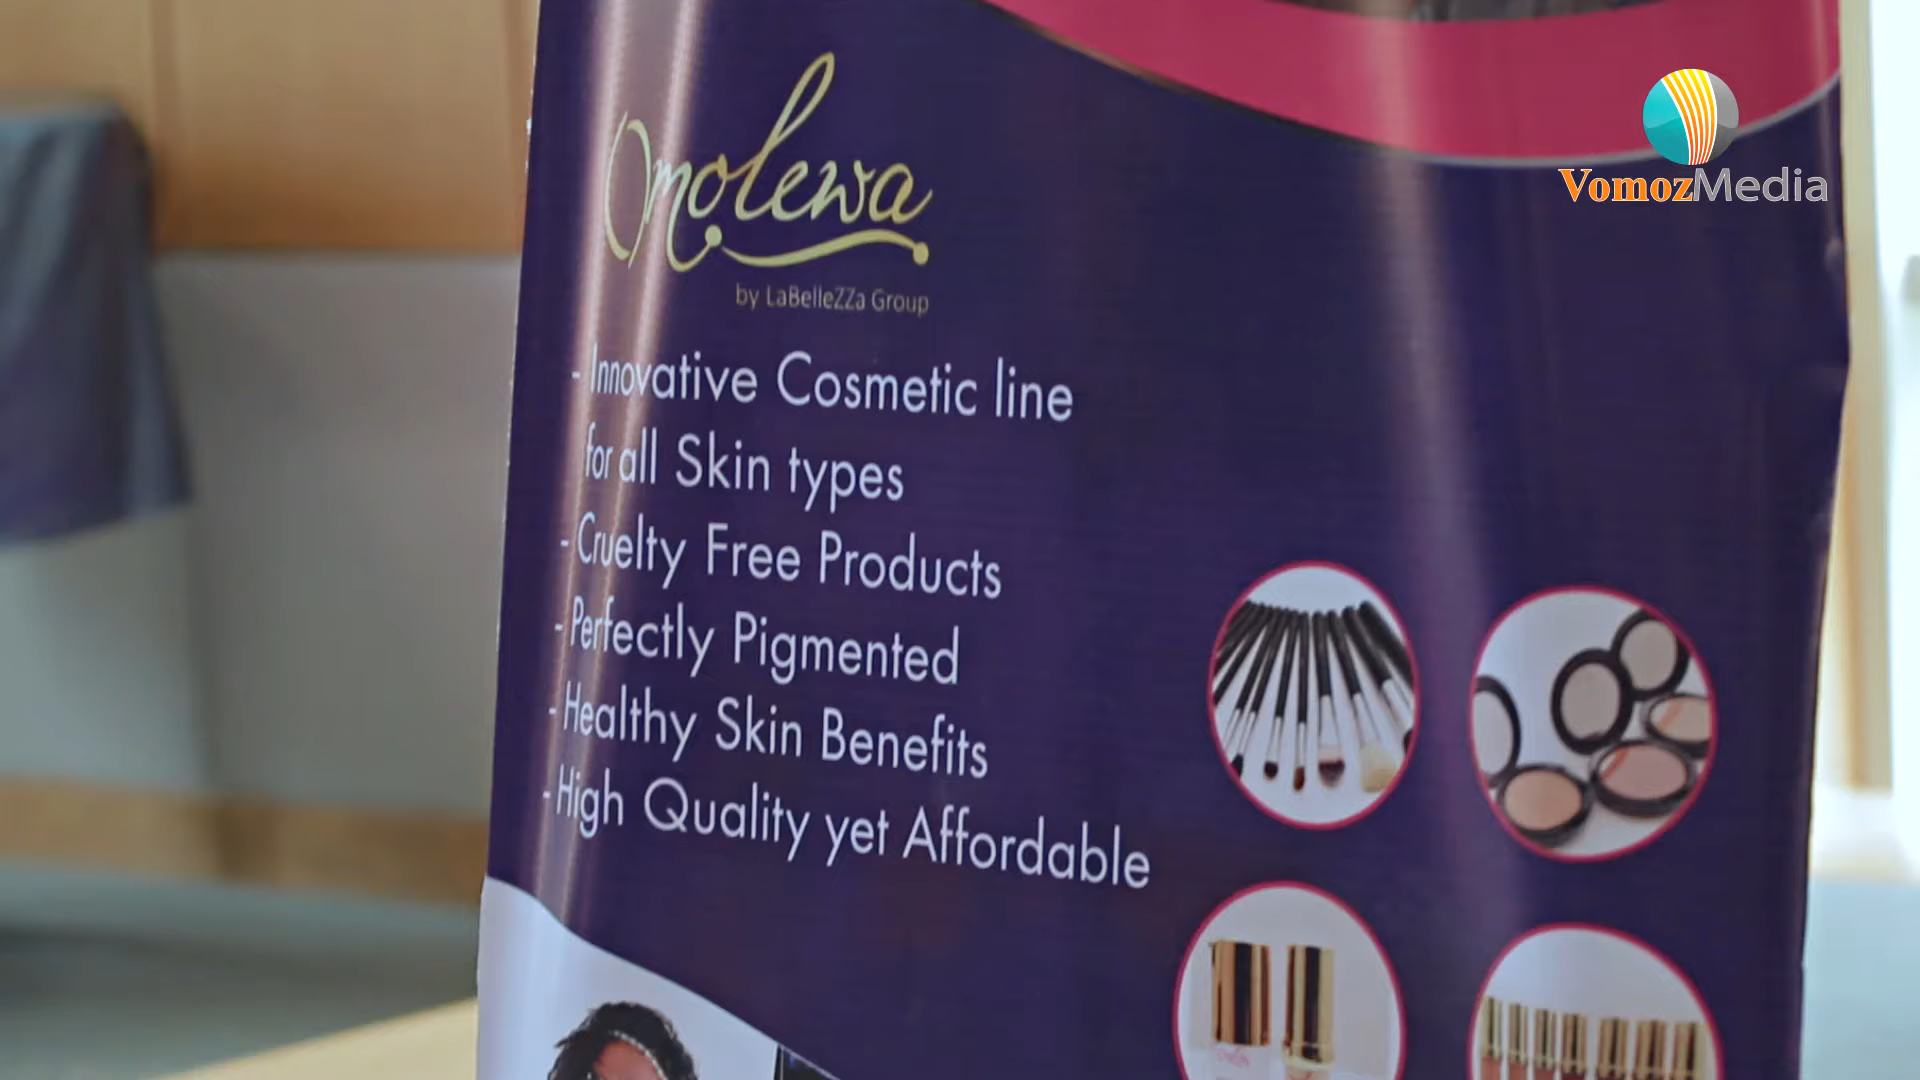 Omolewa
by LaBelleZZa Group
VomozMedia
- Innovative Cosmetic line
for all Skin types
- Cruelty Free Products
- Perfectly Pigmented
- Healthy Skin Benefits
- High Quality yet Affordable